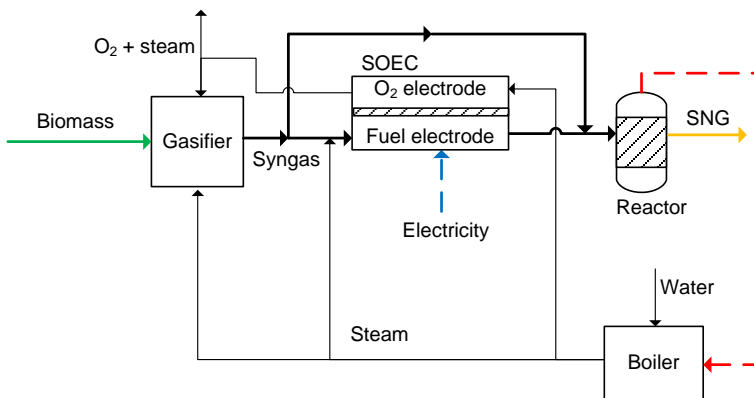 O2 + steam
SOEC
O2 electrode
Fuel electrode
Biomass
Gasifier
Syngas
SNG
Reactor
Electricity
Water
Steam
Boiler